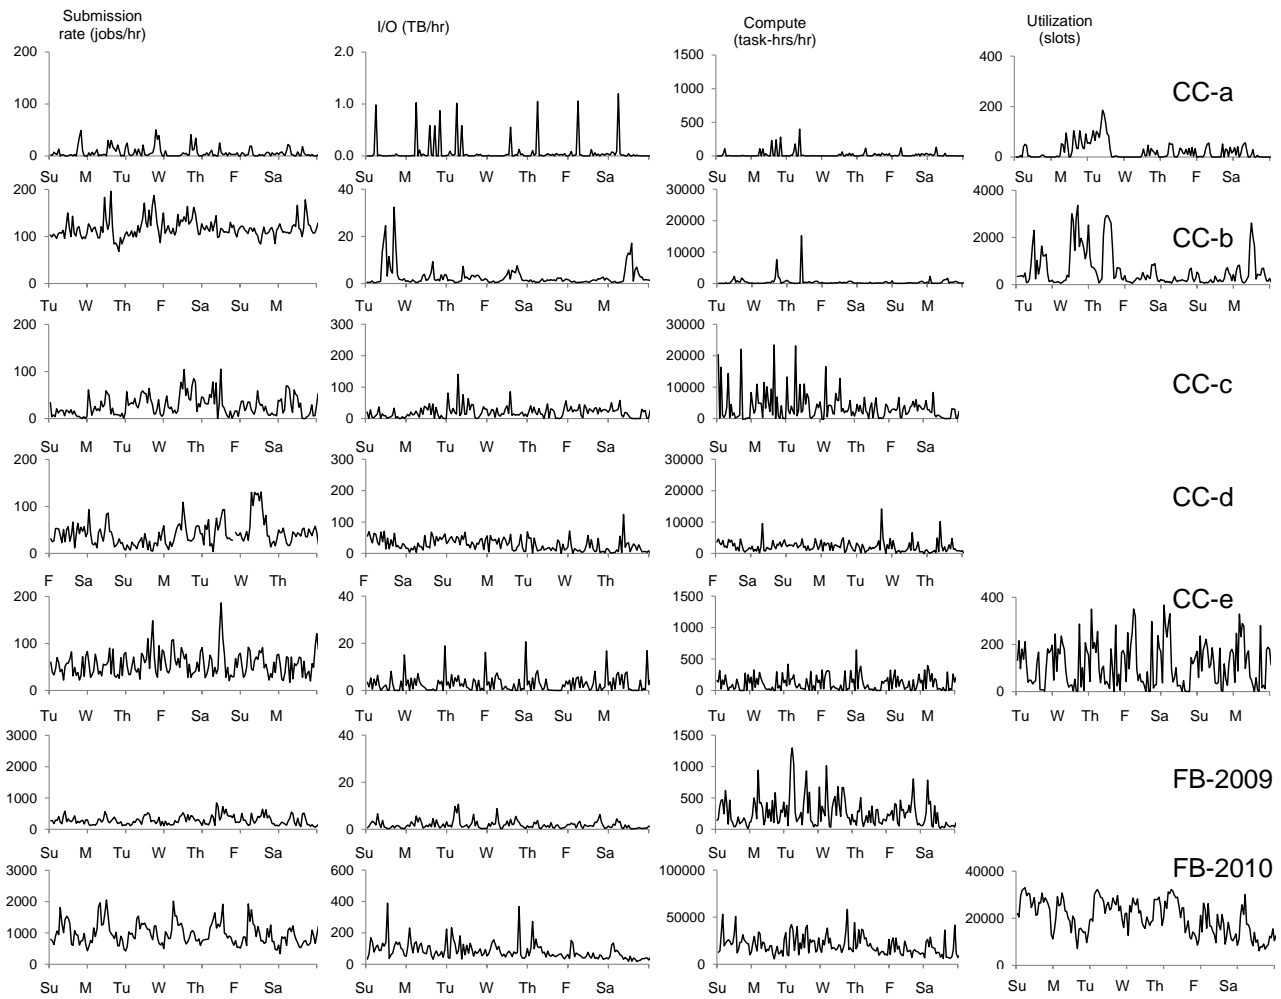 Submission
rate (jobs/hr)
I/O (TB/hr)
Compute
(task-hrs/hr)
Utilization
(slots)
200
100
0
Su M Tu W Th F Sa
2.0
1.0
0.0
Su M Tu W Th F Sa
1500
1000
500
0
Su M Tu W Th F Sa
400
200
0
Su M Tu W Th F Sa
CC-a
200
100
0
Tu W Th F Sa Su M
40
20
0
Tu W Th F Sa Su M
30000
20000
10000
0
Tu W Th F Sa Su M
4000
2000
0
Tu W Th F Sa Su M
CC-b
200
100
0
Su M Tu W Th F Sa
300
200
100
0
Su M Tu W Th F Sa
30000
20000
10000
0
Su M Tu W Th F Sa
CC-c
200
100
0
F Sa Su M Tu W Th
300
200
100
0
F Sa Su M Tu W Th
30000
20000
10000
0
F Sa Su M Tu W Th
CC-d
200
100
0
Tu W Th F Sa Su M
40
20
0
Tu W Th F Sa Su M
1500
1000
500
0
Tu W Th F Sa Su M
400
200
0
Tu W Th F Sa Su M
CC-e
3000
2000
1000
0
Su M Tu W Th F Sa
40
20
0
Su M Tu W Th F Sa
1500
1000
500
0
Su M Tu W Th F Sa
FB-2009
3000
2000
1000
0
Su M Tu W Th F Sa
600
400
200
0
Su M Tu W Th F Sa
100000
50000
0
Su M Tu W Th F Sa
40000
20000
0
Su M Tu W Th F Sa
FB-2010